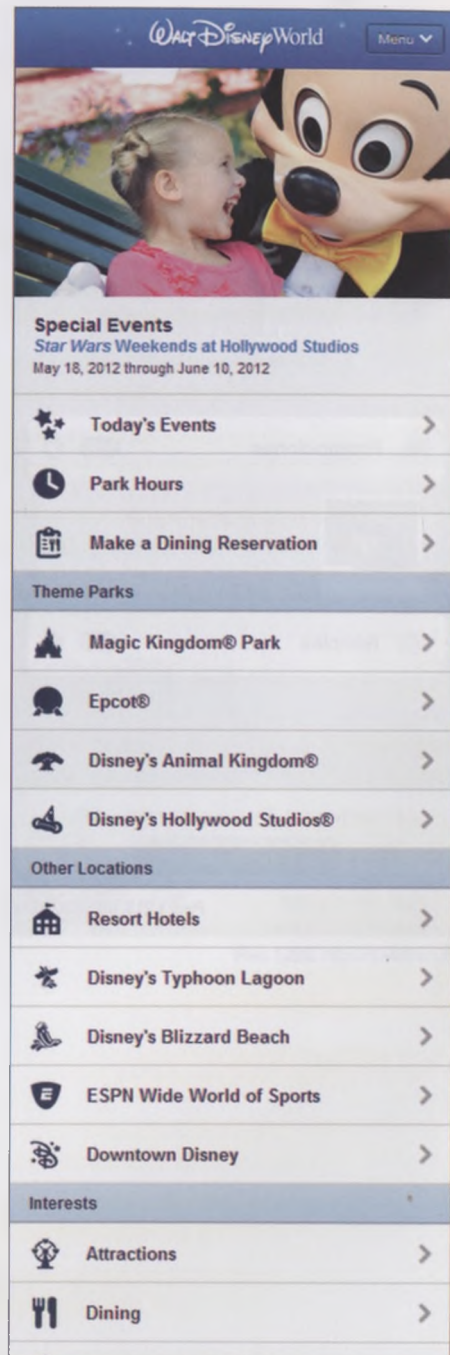 Walt Disney World
Menu
Special Events
Star Wars Weekends at Hollywood Studios
May 18, 2012 through June 10, 2012
Today's Events
Park Hours
Make a Dining Reservation
Theme Parks
Magic Kingdom® Park
Epcot®
Disney's Animal Kingdom®
Disney's Hollywood Studios®
Other Locations
Resort Hotels
Disney's Typhoon Lagoon
Disney's Blizzard Beach
E
ESPN Wide World of Sports
Downtown Disney
Interests
Attractions
Dining